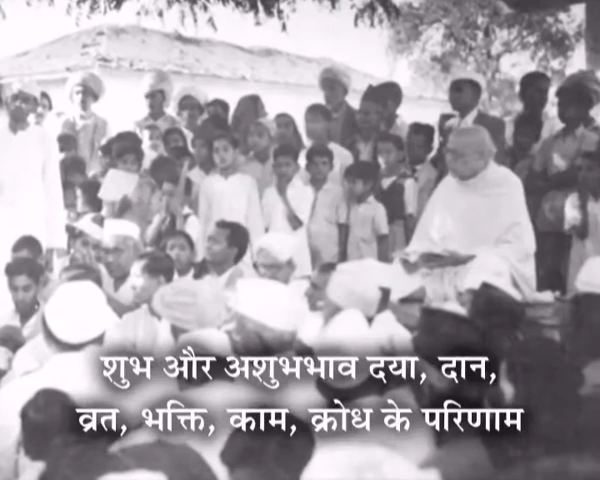 शुभ और अशुभभाव दया, दान,
व्रत, भक्ति, काम, क्रोध के परिणाम